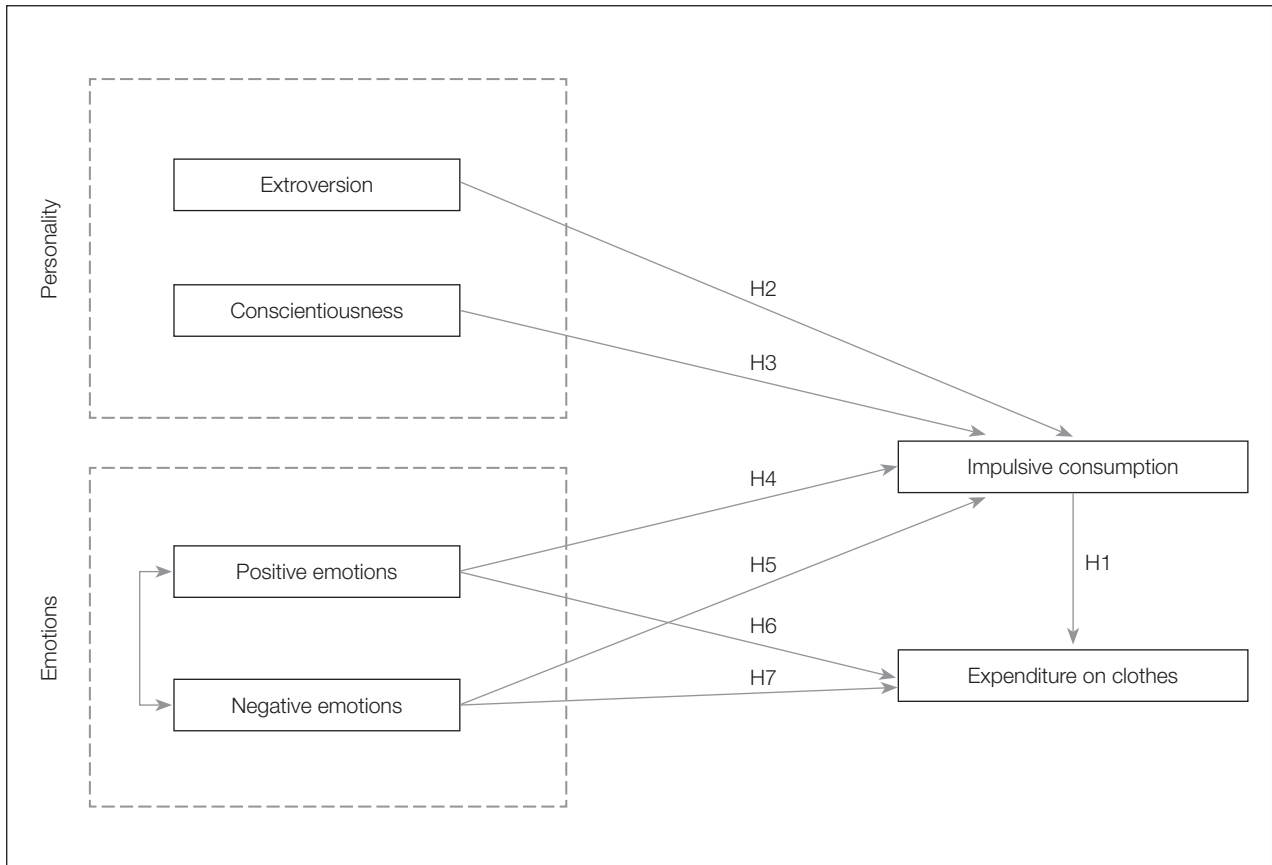 Personality
Extroversion
Conscientiousness
H2
H3
Emotions
Positive emotions
Negative emotions
H4
H5
H6
H7
Impulsive consumption
H1
Expenditure on clothes